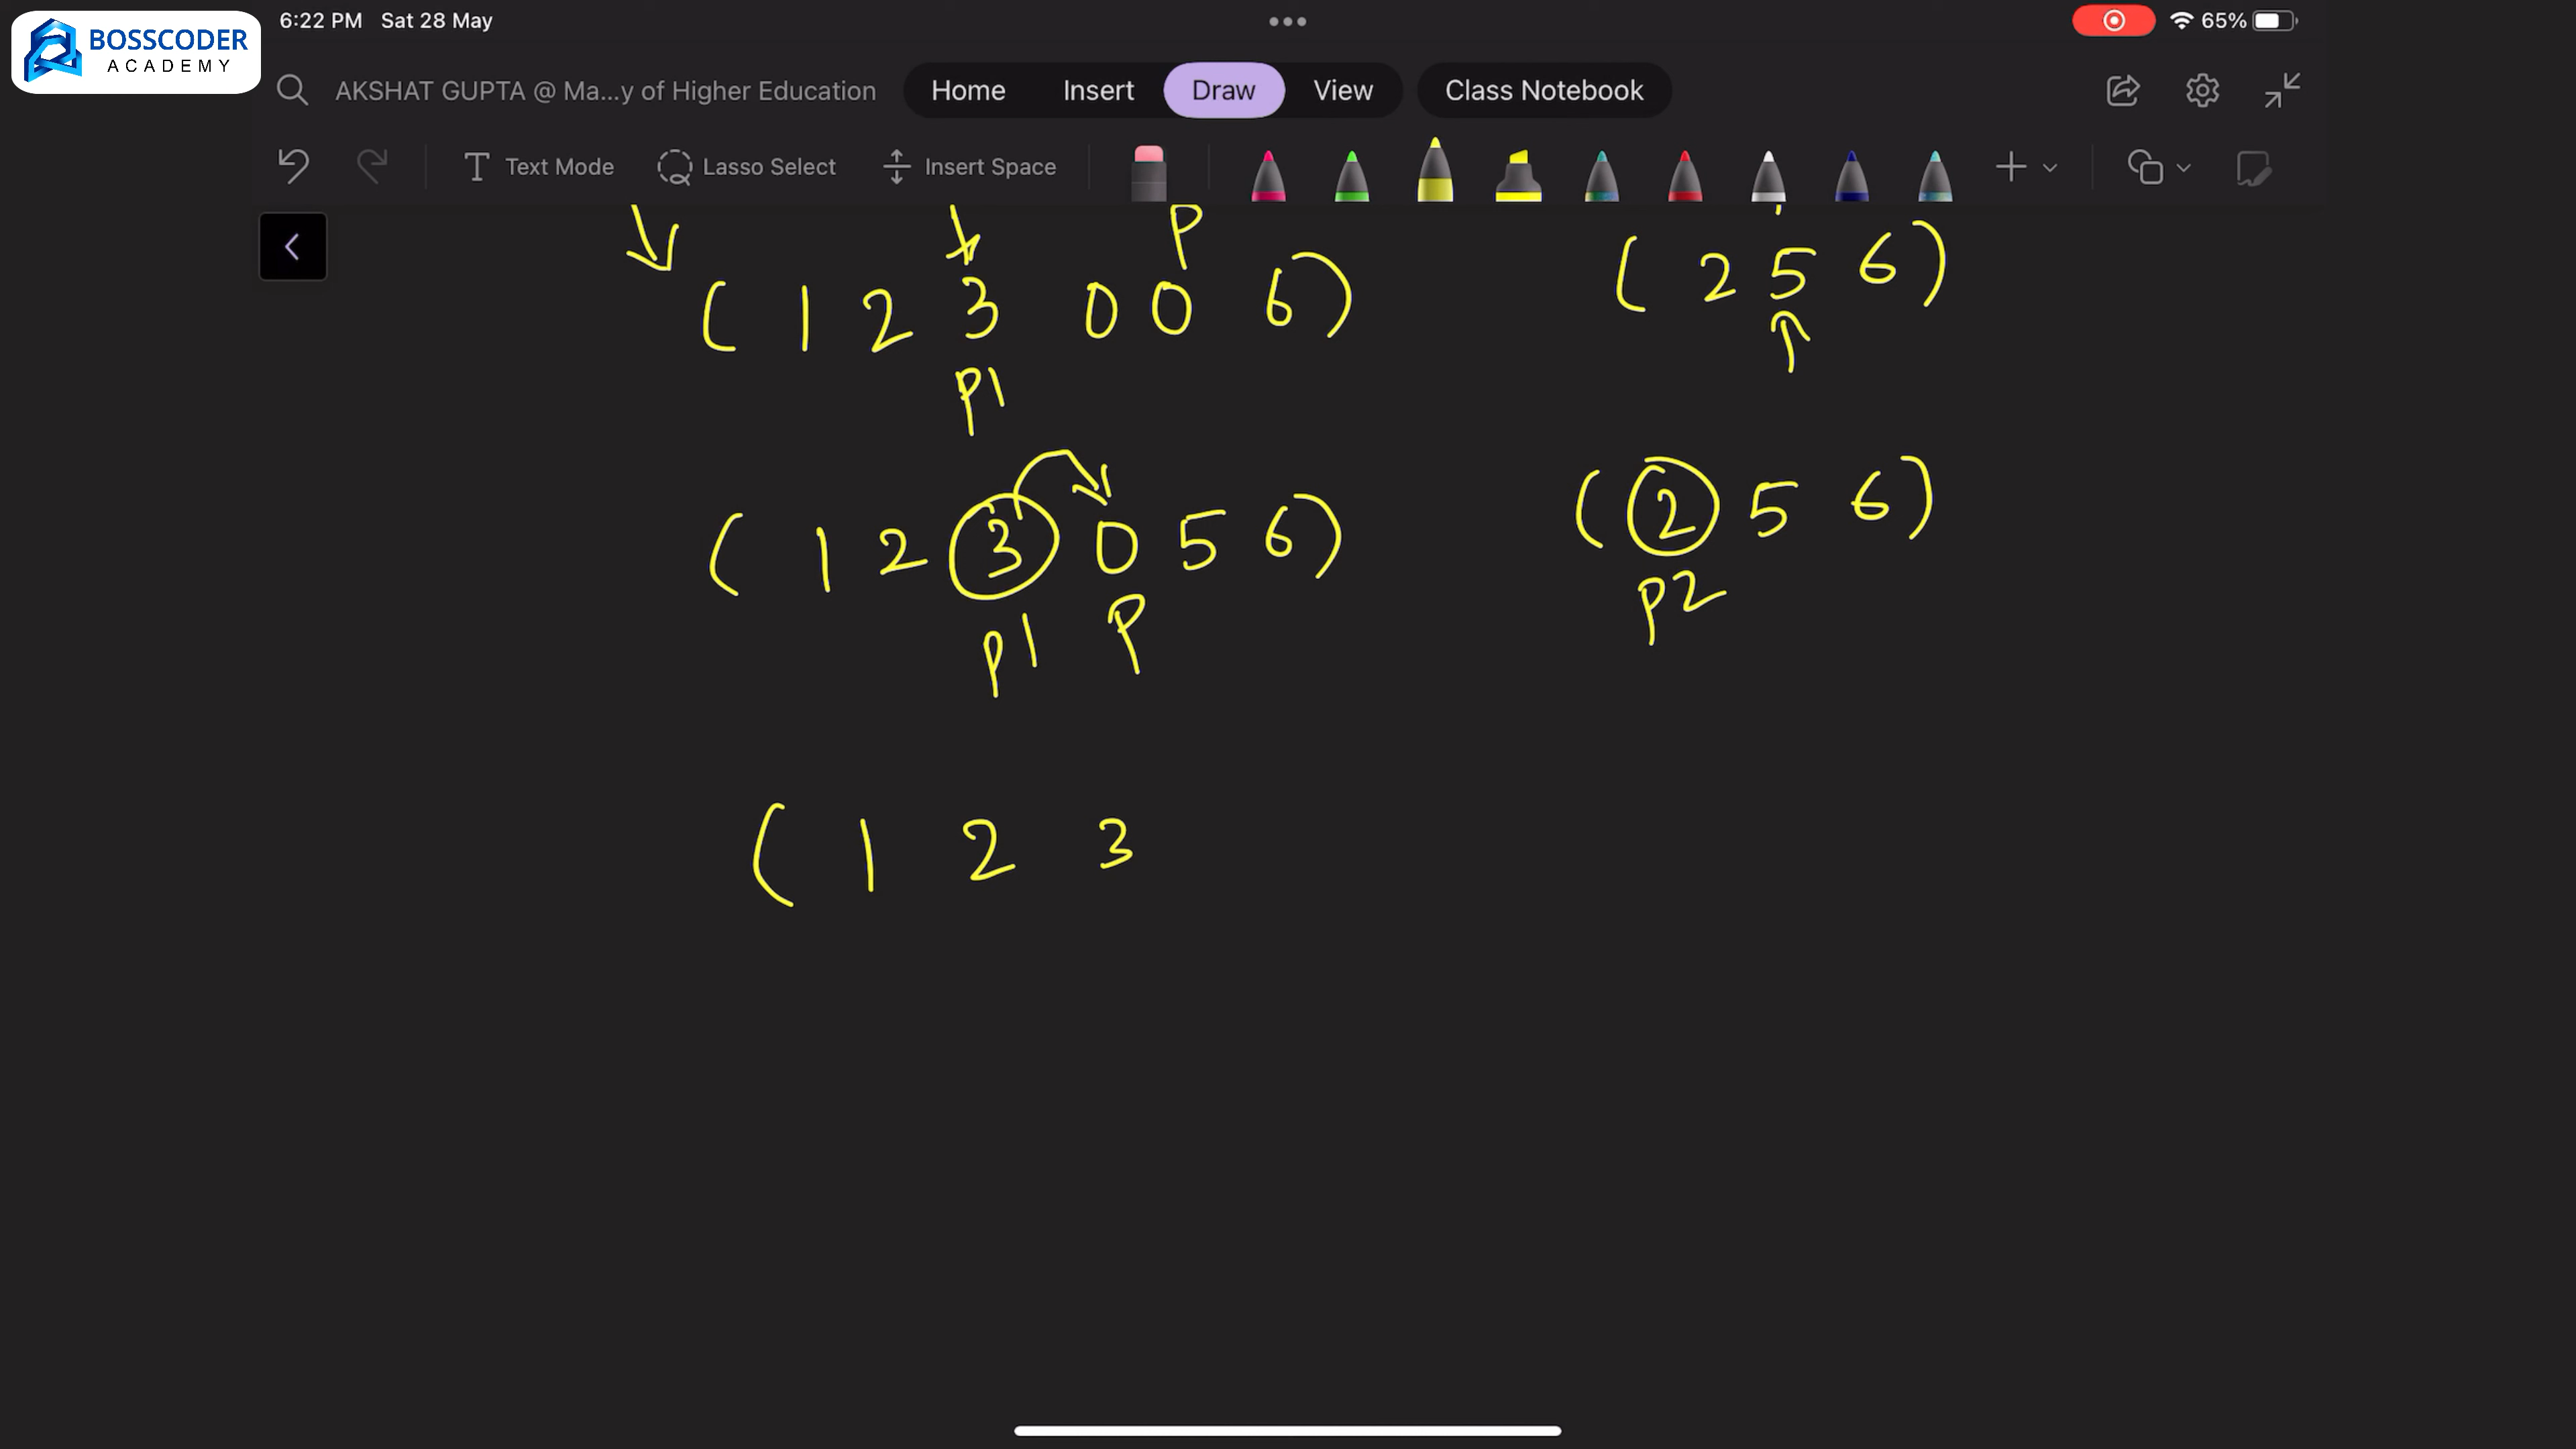 BOSSCODER
ACADEMY
6:22 PM Sat 28 May
65%
AKSHAT GUPTA @ Ma...y of Higher Education
Home Insert Draw View Class Notebook
Text Mode Lasso Select Insert Space
P
( 1 2 3 0 0 6 ) ( 2 5 6 )
P1
( 1 2 3 0 5 6 ) ( 2 5 6 )
P1 P P2
( 1 2 3